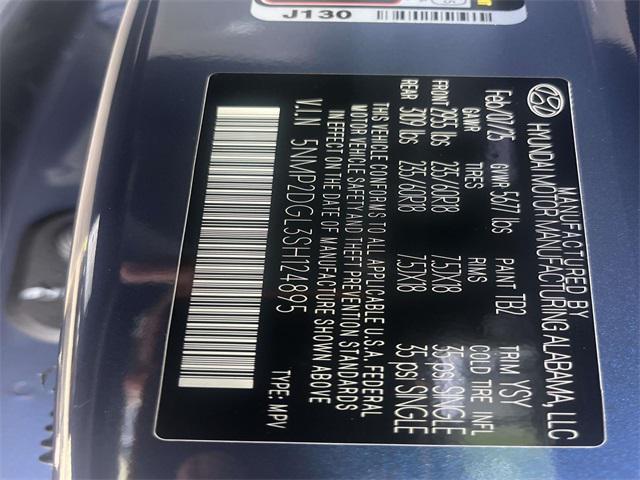 J130
MANUFACTURED BY
HYUNDAI MOTOR MANUFACTURING ALABAMA, LLC
Feb/07/25 GVWR 5677 lbs PAINT TB2 TRIM YSY
GAWR TIRES RIMS COLD TIRE INFL
FRONT 2993 lbs 235/60R18 7.5JX18 35 psi SINGLE
REAR 3109 lbs 235/60R18 7.5JX18 35 psi SINGLE
THIS VEHICLE CONFORMS TO ALL APPLICABLE U.S.A. FEDERAL
MOTOR VEHICLE SAFETY AND THEFT PREVENTION STANDARDS
IN EFFECT ON THE DATE OF MANUFACTURE SHOWN ABOVE
V.I.N 5NMP2DGL3SH124895 TYPE: MPV